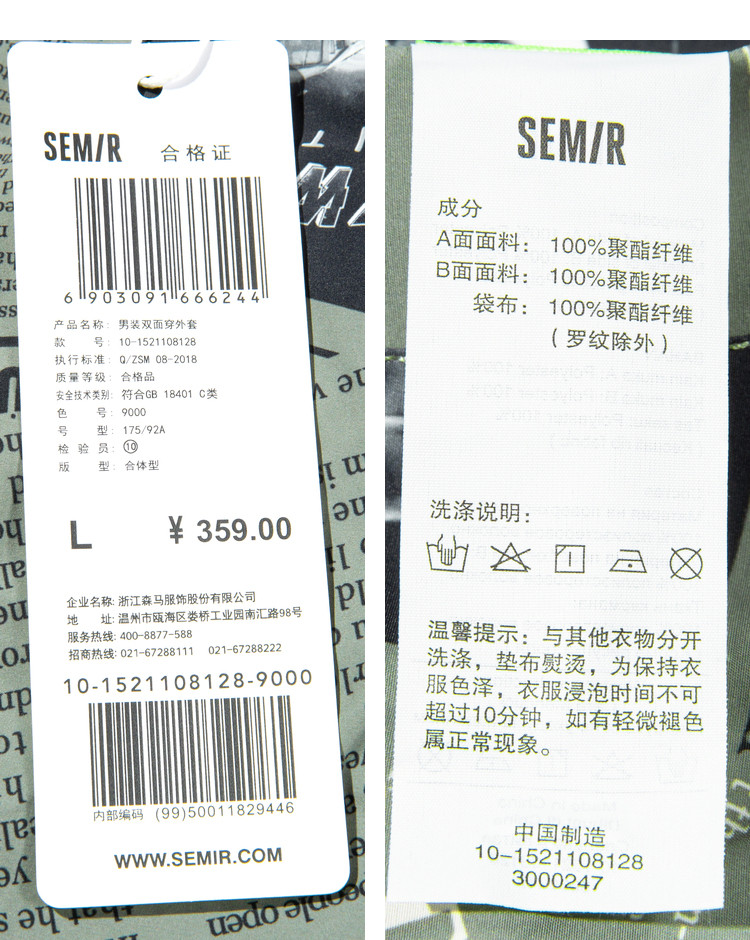 SEMIR 合格证
6 903091 666244
产品名称: 男装双面穿外套
款 号: 10-1521108128
执行标准: Q/ZSM 08-2018
质量等级: 合格品
安全技术类别: 符合GB 18401 C类
色 号: 9000
号 型: 175/92A
检 验 员: ⑩
版 型: 合体型
L ¥ 359.00
企业名称: 浙江森马服饰股份有限公司
地 址: 温州市瓯海区娄桥工业园南汇路98号
服务热线: 400-8877-588
招商热线: 021-67288111 021-67288222
10-1521108128-9000
内部编码 (99)50011829446
WWW.SEMIR.COM
people open
SEMIR
成分
A面面料: 100%聚酯纤维
B面面料: 100%聚酯纤维
袋布: 100%聚酯纤维
(罗纹除外)
洗涤说明:
温馨提示: 与其他衣物分开
洗涤，垫布熨烫，为保持衣
服色泽，衣服浸泡时间不可
超过10分钟，如有轻微褪色
属正常现象。
中国制造
10-1521108128
3000247